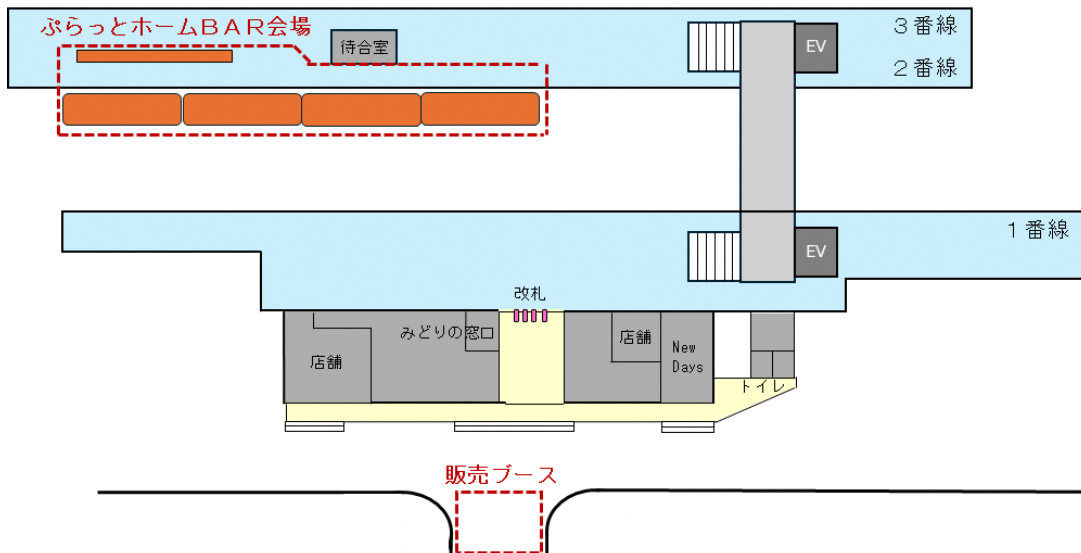 ぷらっとホームBAR会場
待合室
EV
3番線
2番線
1番線
EV
改札
みどりの窓口
店舗
店舗
New
Days
トイレ
販売ブース